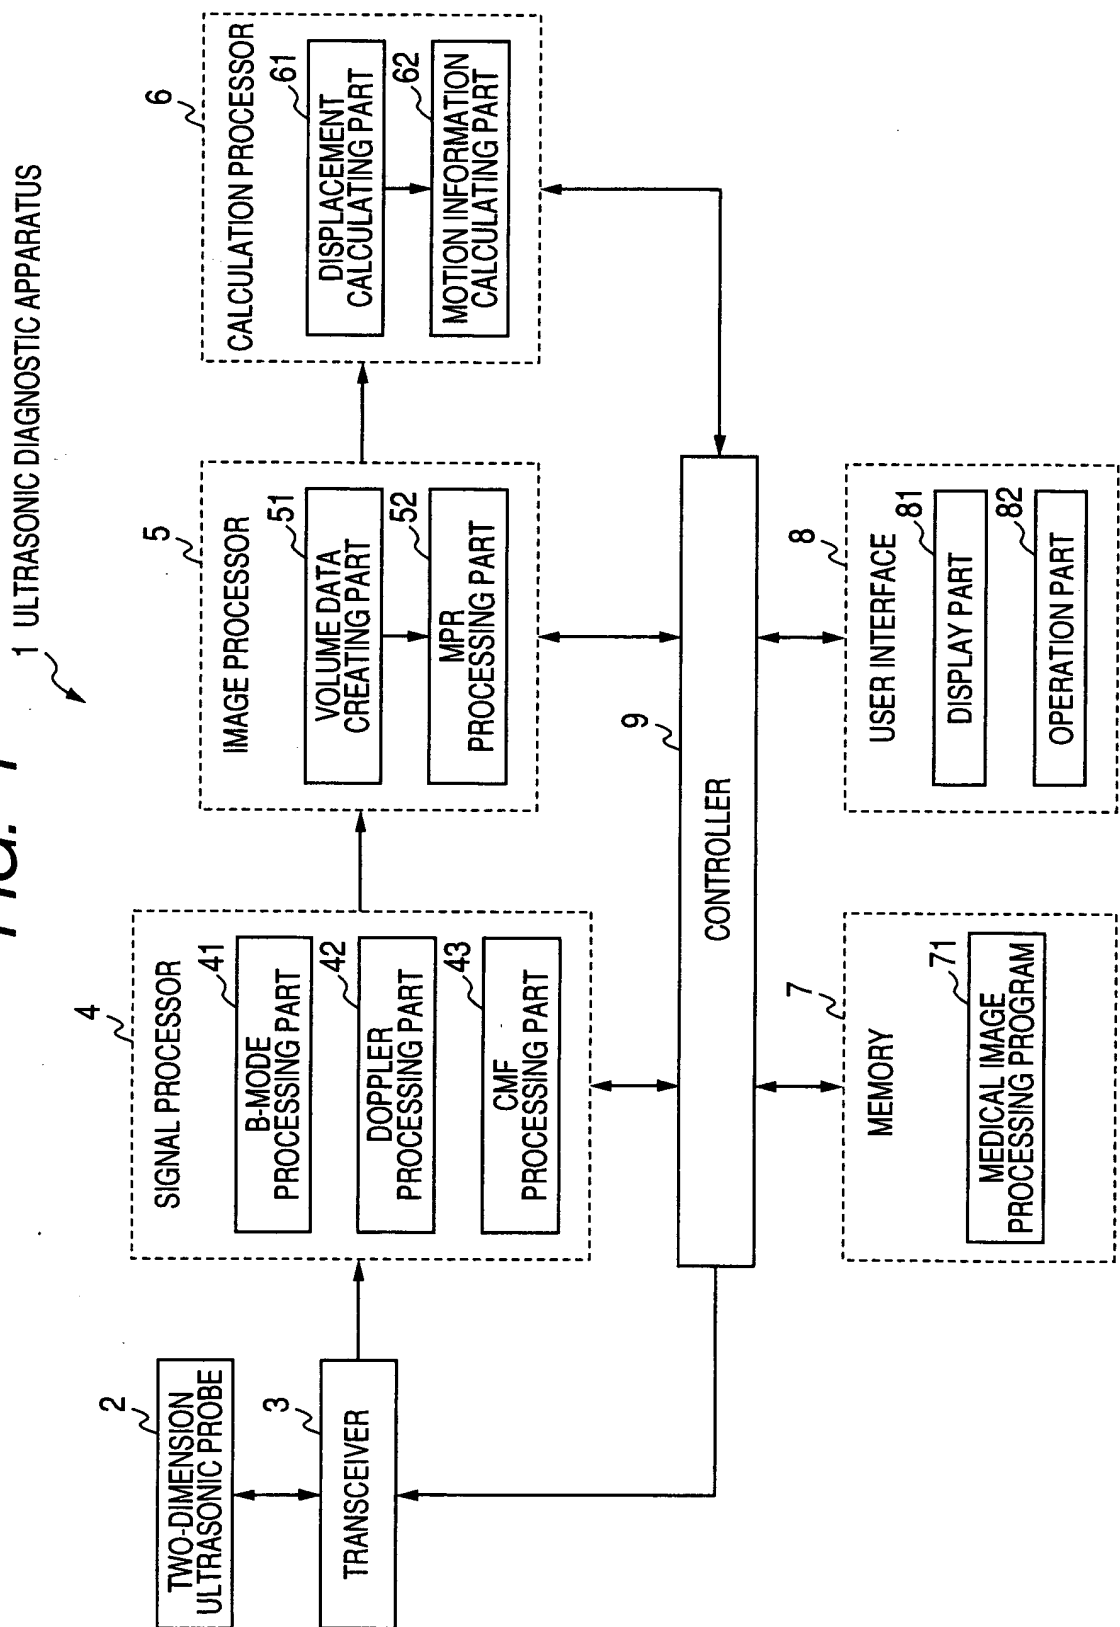 FIG. 1
1 ULTRASONIC DIAGNOSTIC APPARATUS
2
TWO-DIMENSION
ULTRASONIC PROBE
3
TRANSCEIVER
4
SIGNAL PROCESSOR
41
B-MODE
PROCESSING PART
42
DOPPLER
PROCESSING PART
43
CMF
PROCESSING PART
5
IMAGE PROCESSOR
51
VOLUME DATA
CREATING PART
52
MPR
PROCESSING PART
6
CALCULATION PROCESSOR
61
DISPLACEMENT
CALCULATING PART
62
MOTION INFORMATION
CALCULATING PART
9
CONTROLLER
7
MEMORY
71
MEDICAL IMAGE
PROCESSING PROGRAM
8
USER INTERFACE
81
DISPLAY PART
82
OPERATION PART